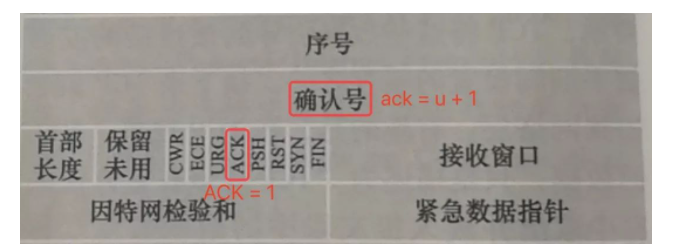 序号
确认号 ack = u + 1
首部长度 保留未用 CWR ECE URG ACK PSH RST SYN FIN 接收窗口
ACK = 1
因特网检验和 紧急数据指针